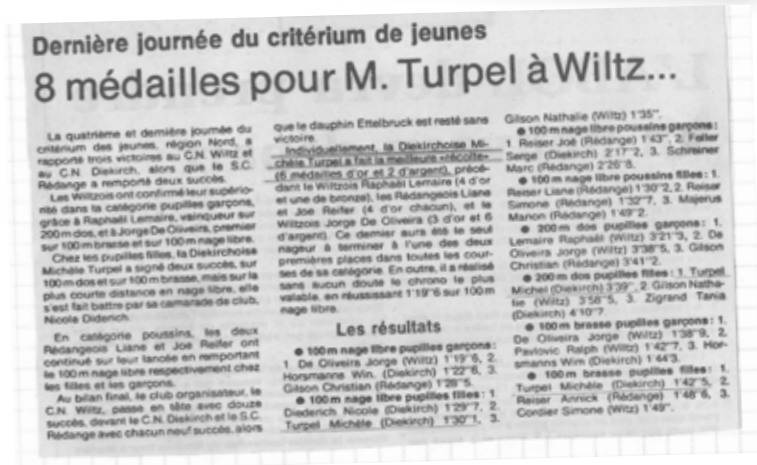 Dernière journée du critérium de jeunes
8 médailles pour M. Turpel à Wiltz...
La quatrième et dernière journée du
critérium des jeunes, région Nord, a
rapporté trois victoires au C.N. Wiltz et
au C.N. Diekirch, alors que le S.C.
Rédange a remporté deux succès.
Les Wiltzois ont confirmé leur supério-
rité dans la catégorie pupilles garçons,
grâce à Raphaël Lemaire, vainqueur sur
200 m dos, et à Jorge De Oliveira, premier
sur 100 m brasse et sur 100 m nage libre.
Chez les pupilles filles, la Diekirchoise
Michèle Turpel a signé deux succès, sur
100 m dos et sur 100 m brasse, mais sur la
plus courte distance en nage libre, elle
s'est fait battre par sa camarade de club,
Nicole Diderich.
En catégorie poussins, les deux
Rédangeois Liane et Joe Reifer ont
continué sur leur lancée en remportant
le 100 m nage libre respectivement chez
les filles et les garçons.
Au bilan final, le club organisateur, le
C.N. Wiltz, passe en tête avec douze
succès, devant le C.N. Diekirch et le S.C.
Rédange avec chacun neuf succès, alors
que le dauphin Ettelbruck est resté sans
victoire.
Individuellement, la Diekirchoise Mi-
chèle Turpel a fait la meilleure «récolte»
(6 médailles d'or et 2 d'argent), précé-
dant le Wiltzois Raphaël Lemaire (4 d'or
et une de bronze), les Rédangeois Liane
et Joe Reifer (4 d'or chacun), et le
Wiltzois Jorge De Oliveira (3 d'or et 6
d'argent). Ce dernier aura été le seul
nageur à terminer à l'une des deux
premières places dans toutes les cour-
ses de sa catégorie. En outre, il a réalisé
sans aucun doute le chrono le plus
valable, en réussissant 1'19"6 sur 100 m
nage libre.
Les résultats
● 100 m nage libre pupilles garçons:
1. De Oliveira Jorge (Wiltz) 1'19"6, 2.
Horsmanns Wim. (Diekirch) 1'22"6, 3.
Gilson Christian (Rédange) 1'28"5.
● 100 m nage libre pupilles filles: 1.
Diederich Nicole (Diekirch) 1'29"7, 2.
Turpel Michèle (Diekirch) 1'30"1, 3.
Gilson Nathalie (Wiltz) 1'35".
● 100 m nage libre poussins garçons:
1. Reiser Joé (Rédange) 1'43", 2. Feller
Serge (Diekirch) 2'17"2, 3. Schreiner
Marc (Rédange) 2'26"8.
● 100 m nage libre poussins filles: 1.
Reiser Liane (Rédange) 1'30"2, 2. Reiser
Simone (Rédange) 1'32"7, 3. Majerus
Manon (Rédange) 1'49"2.
● 200 m dos pupilles garçons: 1.
Lemaire Raphaël (Wiltz) 3'21"3, 2. De
Oliveira Jorge (Wiltz) 3'38"5, 3. Gilson
Christian (Rédange) 3'41"2.
● 200 m dos pupilles filles: 1. Turpel
Michel (Diekirch) 3'39", 2. Gilson Natha-
lie (Wiltz) 3'58"5, 3. Zigrand Tania
(Diekirch) 4'10"7.
● 100 m brasse pupilles garçons: 1.
De Oliveira Jorge (Wiltz) 1'38"9, 2.
Pavlovic Ralph (Wiltz) 1'42"7, 3. Hors-
manns Wim (Diekirch) 1'44"3.
● 100 m brasse pupilles filles: 1.
Turpel Michèle (Diekirch) 1'42"5, 2.
Reiser Annick (Rédange) 1'48"6, 3.
Cordier Simone (Wiltz) 1'49".